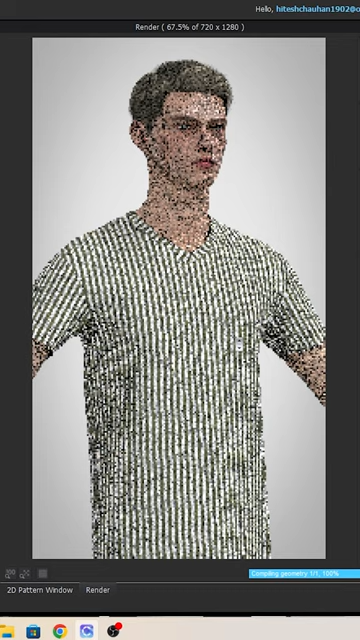 Hello, hiteshchauhan1902@o
Render ( 67.5% of 720 x 1280 )
Compiling geometry 1/1, 100%
2D Pattern Window
Render